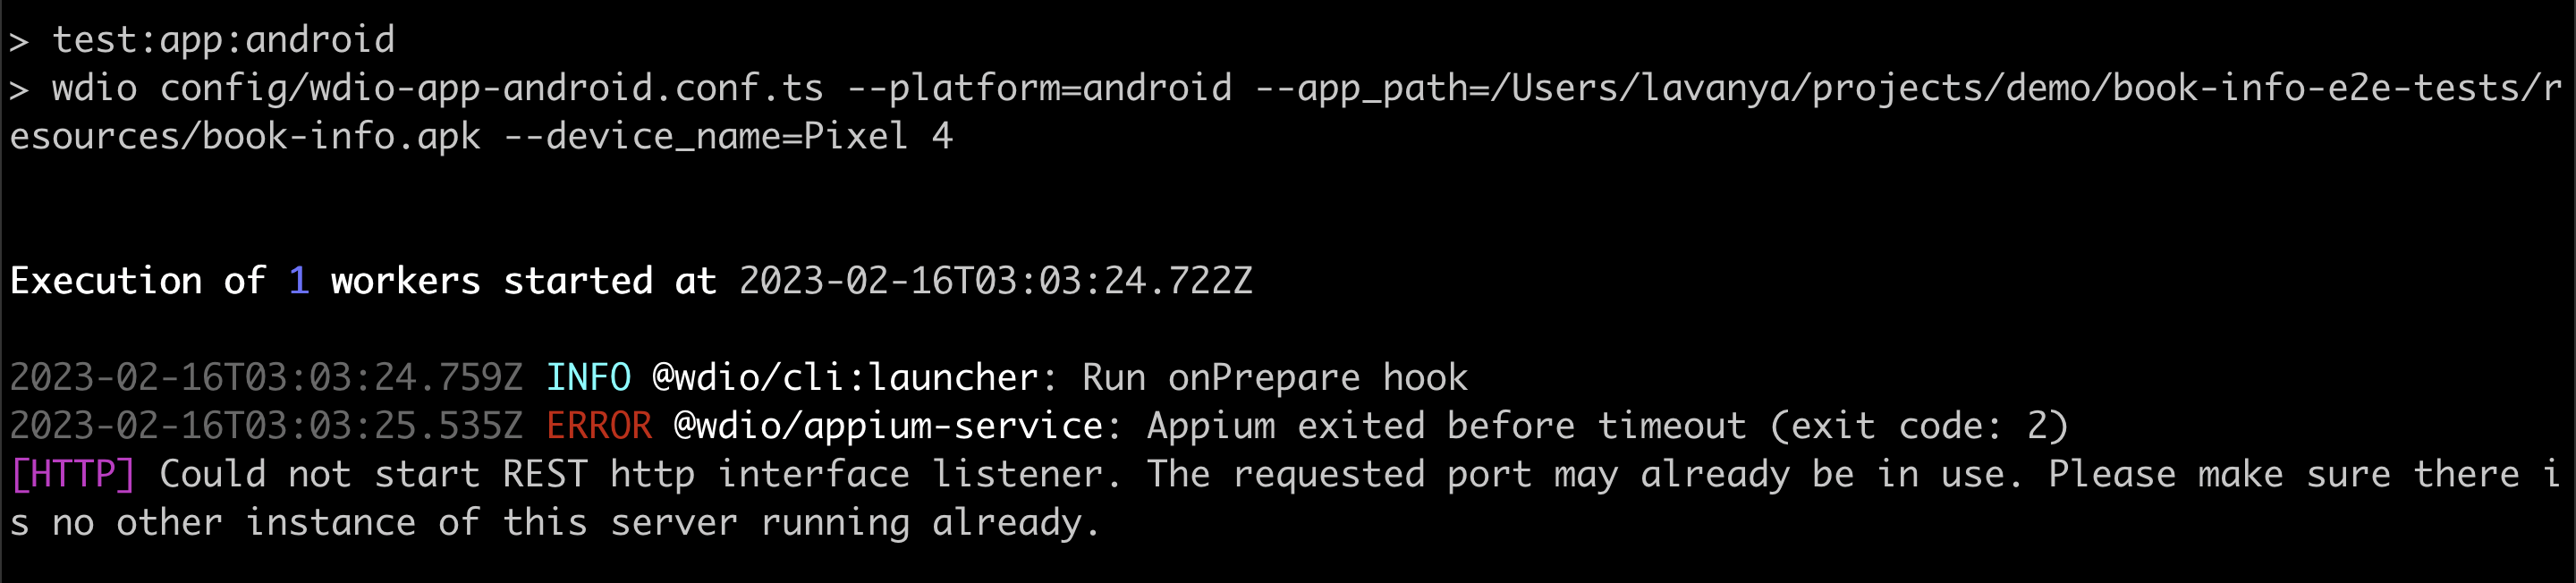 > test:app:android
> wdio config/wdio-app-android.conf.ts --platform=android --app_path=/Users/lavanya/projects/demo/book-info-e2e-tests/r
esources/book-info.apk --device_name=Pixel 4
Execution of 1 workers started at 2023-02-16T03:03:24.722Z
2023-02-16T03:03:24.759Z INFO @wdio/cli:launcher: Run onPrepare hook
2023-02-16T03:03:25.535Z ERROR @wdio/appium-service: Appium exited before timeout (exit code: 2)
[HTTP] Could not start REST http interface listener. The requested port may already be in use. Please make sure there i
s no other instance of this server running already.